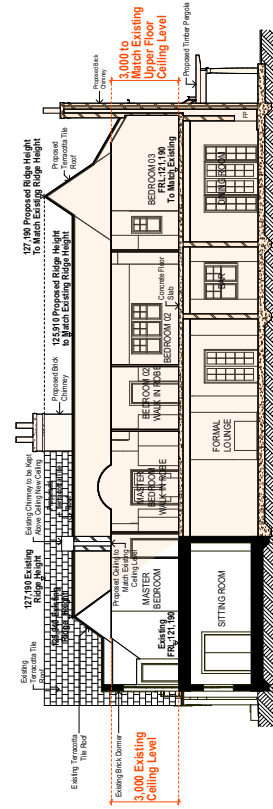 Proposed Brick
Chimney
3,000 to
Match Existing
Upper Floor
Ceiling Level
Proposed Timber Pergola
Proposed
Terracotta Tile
Roof
127,190 Proposed Ridge Height
To Match Existing Ridge Height
BEDROOM 03
FRL:121,190
To Match Existing
FP
DINING ROOM
125,910 Proposed Ridge Height
to Match Existing Ridge Height
Concrete Floor
Slab
BEDROOM 02
BAR
Proposed Brick
Chimney
BEDROOM 02
WALK IN ROBE
FORMAL
LOUNGE
Existing Chimney to be Kept
Above Ceiling New Ceiling
MASTER
BEDROOM
WALK IN ROBE
127,190 Existing
Ridge Height
Ridge Height
Proposed Ceiling to
Match Existing
Ceiling Level
MASTER
BEDROOM
Existing
FRL:121,190
SITTING ROOM
Existing
Terracotta Tile
Existing Terracotta
Tile Roof
Existing Brick Dormer
3,000 Existing
Ceiling Level